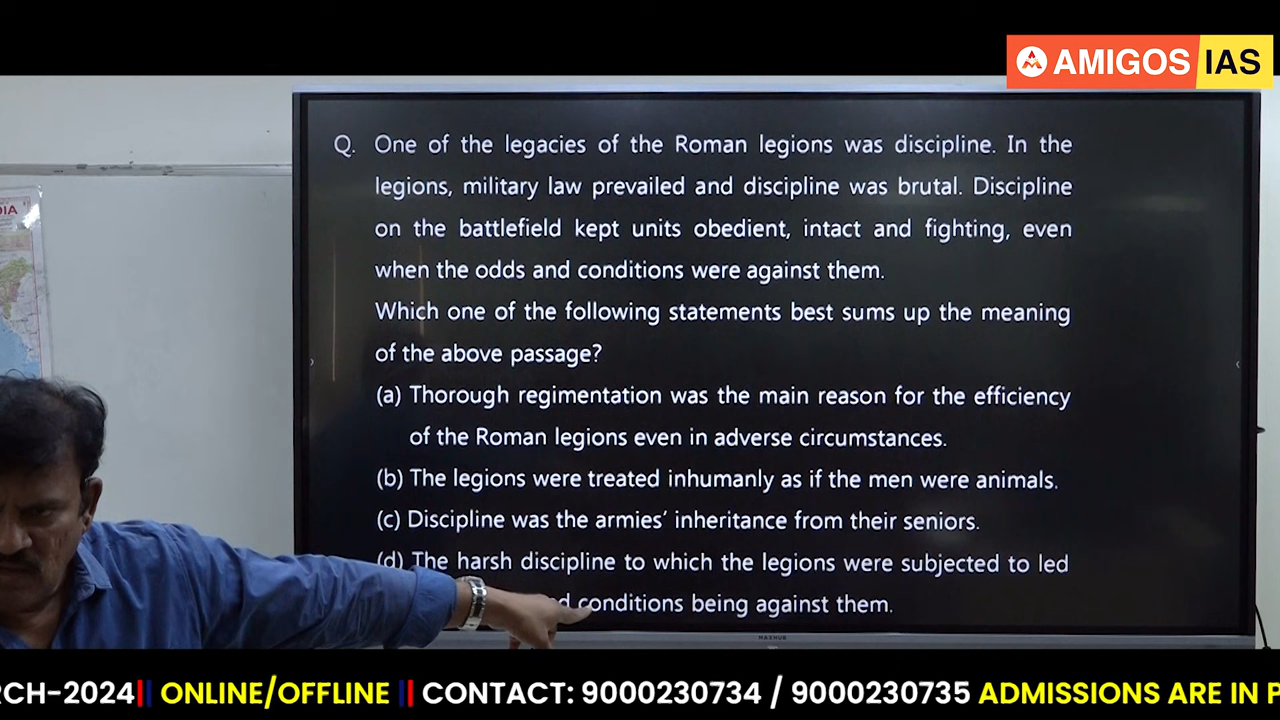 AMIGOS IAS
Q. One of the legacies of the Roman legions was discipline. In the
legions, military law prevailed and discipline was brutal. Discipline
on the battlefield kept units obedient, intact and fighting, even
when the odds and conditions were against them.
Which one of the following statements best sums up the meaning
of the above passage?
(a) Thorough regimentation was the main reason for the efficiency
of the Roman legions even in adverse circumstances.
(b) The legions were treated inhumanly as if the men were animals.
(c) Discipline was the armies' inheritance from their seniors.
(d) The harsh discipline to which the legions were subjected to led
conditions being against them.
MAXHUB
RCH-2024|| ONLINE/OFFLINE || CONTACT: 9000230734 / 9000230735 ADMISSIONS ARE IN